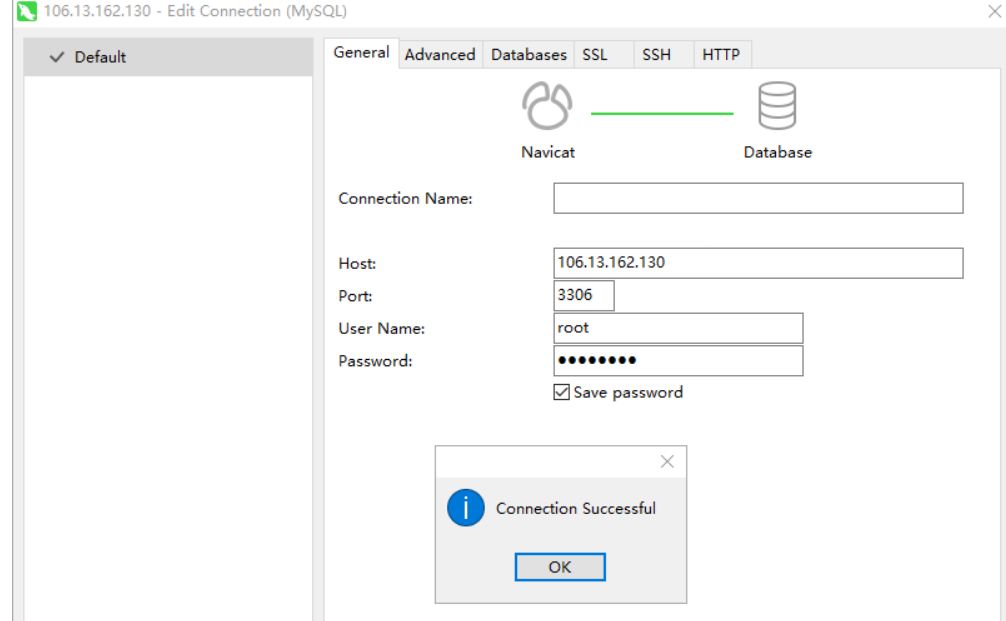 106.13.162.130 - Edit Connection (MySQL)
Default
General Advanced Databases SSL SSH HTTP
Navicat Database
Connection Name:
Host: 106.13.162.130
Port: 3306
User Name: root
Password: ●●●●●●●●
Save password
Connection Successful
OK